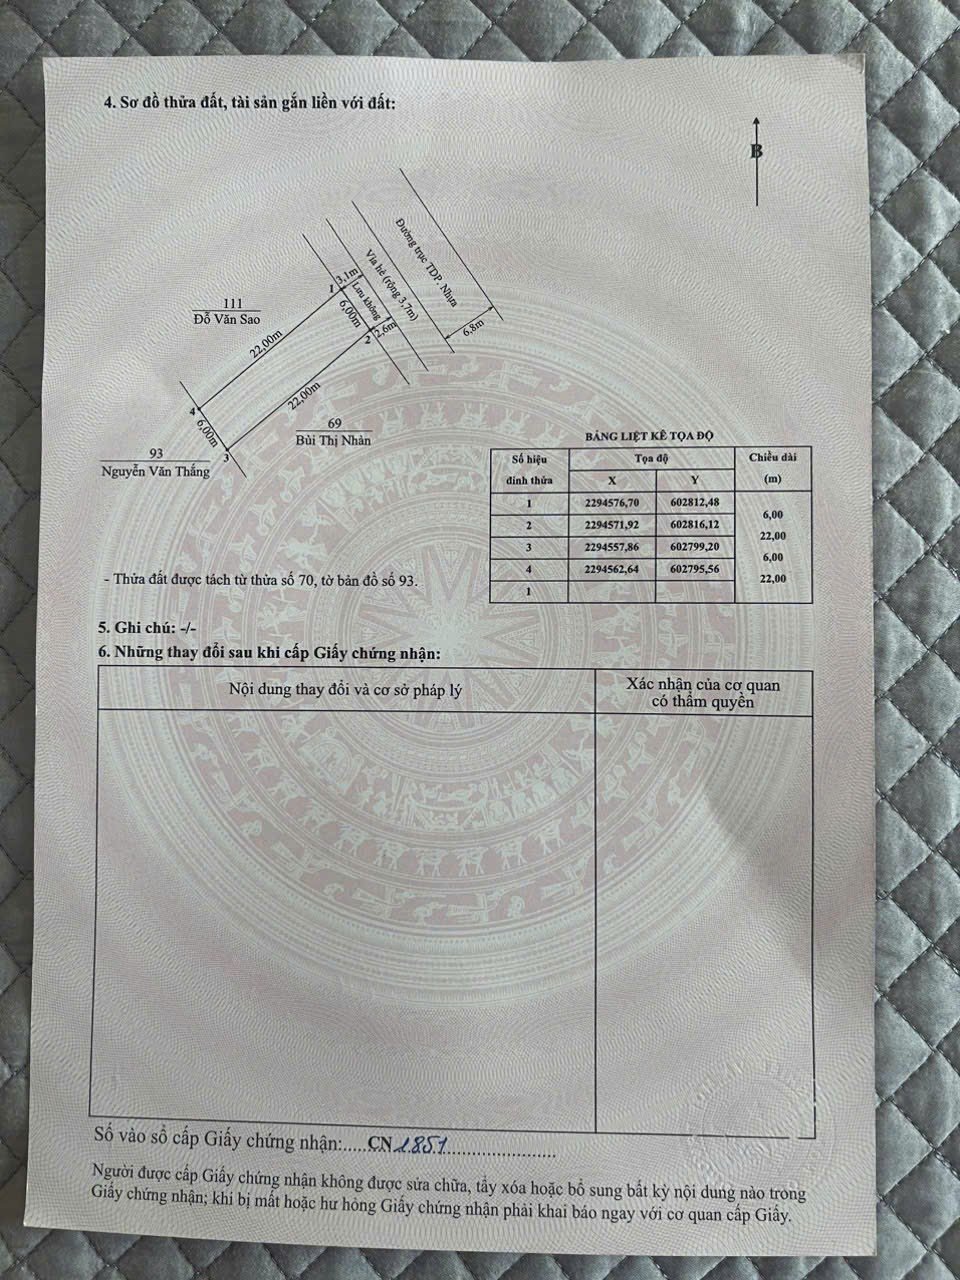 4. Sơ đồ thửa đất, tài sản gắn liền với đất:
B
Đường trục TDP. Nhụn
Vỉa hè (rộng 3,7m)
Lưu không
3,1m
1
6,00m
2,6m
2
6,8m
111
Đỗ Văn Sao
22,00m
22,00m
4
6,00m
3
69
Bùi Thị Nhàn
93
Nguyễn Văn Thắng
BẢNG LIỆT KÊ TỌA ĐỘ
Số hiệu đỉnh thửa Tọa độ Chiều dài (m)
X Y
1 2294576,70 602812,48
6,00
2 2294571,92 602816,12
22,00
3 2294557,86 602799,20
6,00
4 2294562,64 602795,56
22,00
1
- Thửa đất được tách từ thửa số 70, tờ bản đồ số 93.
5. Ghi chú: -/-
6. Những thay đổi sau khi cấp Giấy chứng nhận:
Nội dung thay đổi và cơ sở pháp lý
Xác nhận của cơ quan
có thẩm quyền
Số vào sổ cấp Giấy chứng nhận:.....CN 2851......................
Người được cấp Giấy chứng nhận không được sửa chữa, tẩy xóa hoặc bổ sung bất kỳ nội dung nào trong
Giấy chứng nhận; khi bị mất hoặc hư hỏng Giấy chứng nhận phải khai báo ngay với cơ quan cấp Giấy.